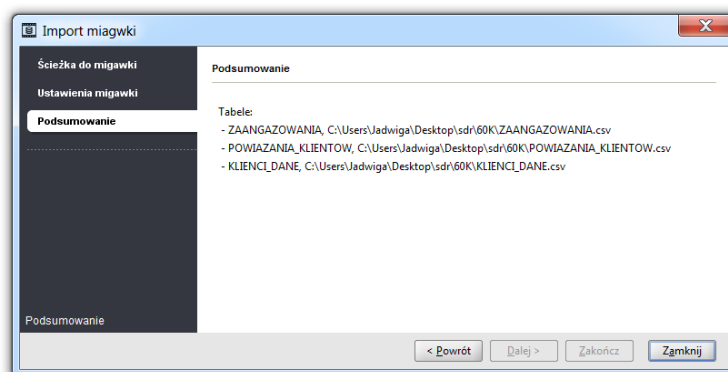 Import miagwki
Ścieżka do migawki
Ustawienia migawki
Podsumowanie
Podsumowanie
Podsumowanie
Tabele:
- ZAANGAZOWANIA, C:\Users\Jadwiga\Desktop\sdr\60K\ZAANGAZOWANIA.csv
- POWIAZANIA_KLIENTOW, C:\Users\Jadwiga\Desktop\sdr\60K\POWIAZANIA_KLIENTOW.csv
- KLIENCI_DANE, C:\Users\Jadwiga\Desktop\sdr\60K\KLIENCI_DANE.csv
< Powrót
Dalej >
Zakończ
Zamknij